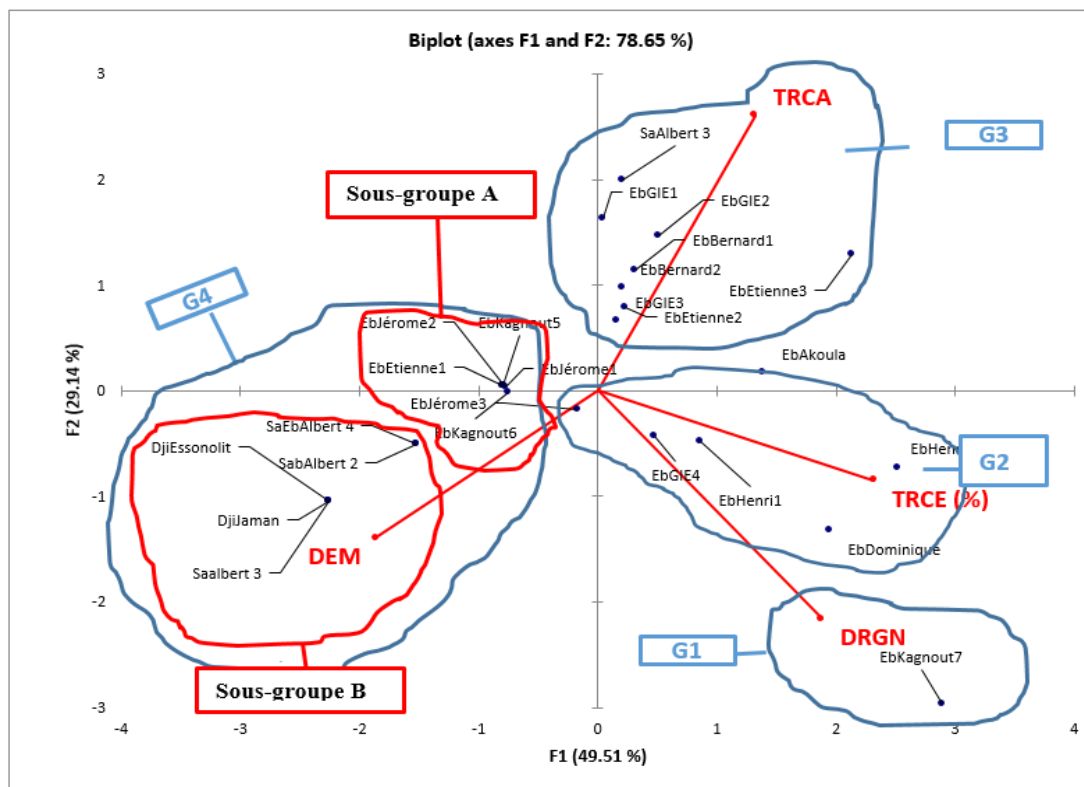 Biplot (axes F1 and F2: 78.65 %)
3
TRCA
G3
SaAlbert 3
2
Sous-groupe A
EbGIE1
EbGIE2
EbBernard1
EbBernard2
G4
1
EbEtienne3
EbGIE3
EbEtienne2
EbJérome2
EbKagnout5
EbAkoula
EbEtienne1
EbJérome1
0
EbJérome3
EbKagnout6
SaEbAlbert 4
DjiEssonolit
SabAlbert 2
EbGIE4
EbHenri1
G2
-1
TRCE (%)
DjiJaman
DEM
EbDominique
Saalbert 3
-2
DRGN
G1
EbKagnout7
Sous-groupe B
-3
-4
-3
-2
-1
0
1
2
3
4
F1 (49.51 %)
F2 (29.14 %)